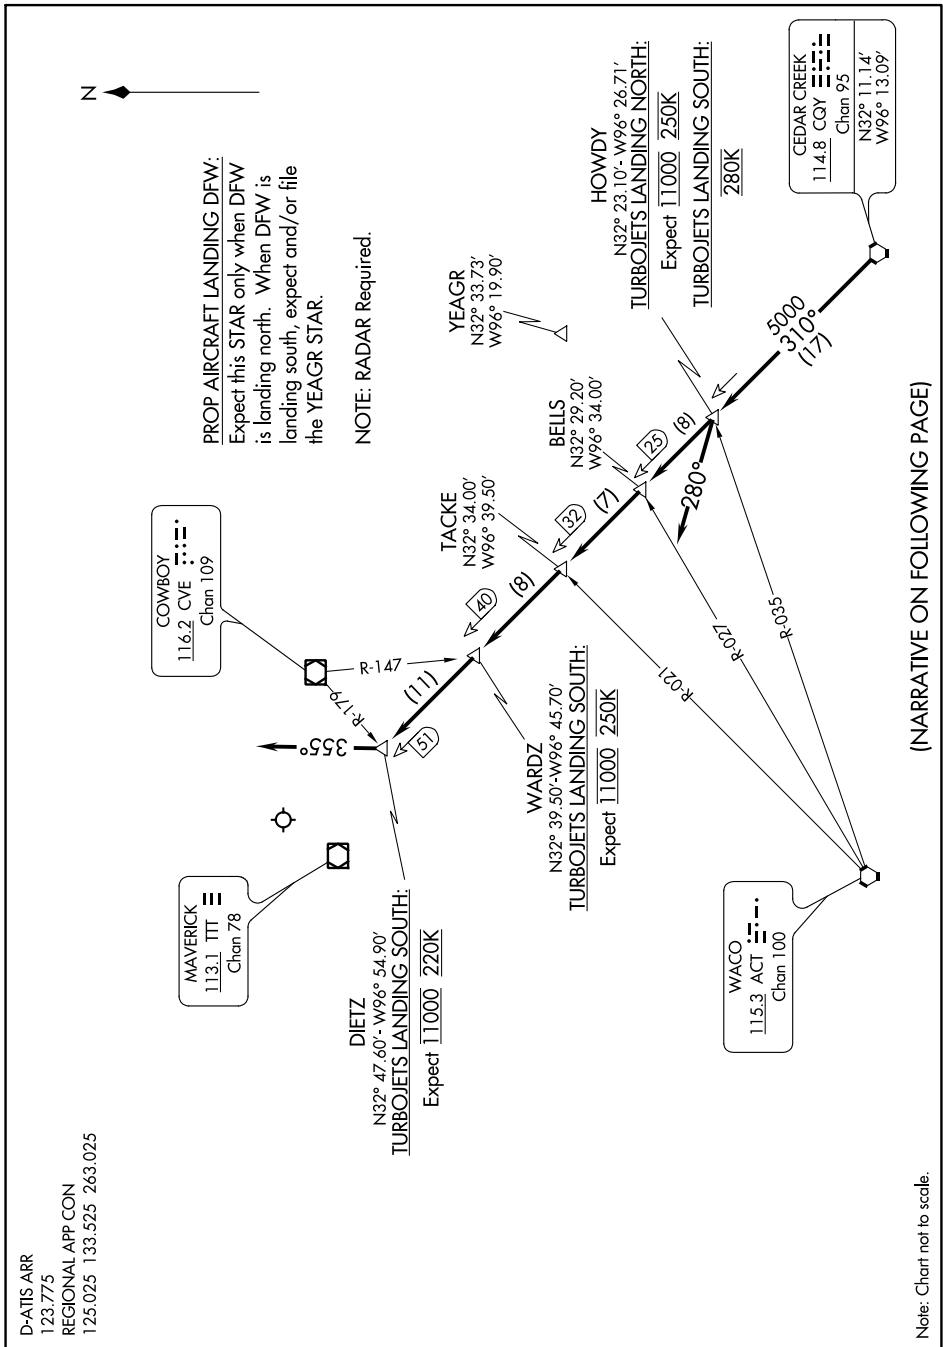 D-ATIS ARR
123.775
REGIONAL APP CON
125.025 133.525 263.025
N
PROP AIRCRAFT LANDING DFW:
Expect this STAR only when DFW
is landing north. When DFW is
landing south, expect and/or file
the YEAGR STAR.
NOTE: RADAR Required.
COWBOY
116.2 CVE
Chan 109
MAVERICK
113.1 TTT
Chan 78
R-147
R-179
355°
DIETZ
N32° 47.60'- W96° 54.90'
TURBOJETS LANDING SOUTH:
Expect 11000 220K
51
(11)
WARDZ
N32° 39.50'-W96° 45.70'
TURBOJETS LANDING SOUTH:
Expect 11000 250K
40
(8)
TACKE
N32° 34.00'
W96° 39.50'
32
(7)
BELLS
N32° 29.20'
W96° 34.00'
25
(8)
YEAGR
N32° 33.73'
W96° 19.90'
HOWDY
N32° 23.10'- W96° 26.71'
TURBOJETS LANDING NORTH:
Expect 11000 250K
TURBOJETS LANDING SOUTH:
280K
280°
5000
310°
(17)
CEDAR CREEK
114.8 CQY
Chan 95
N32° 11.14'
W96° 13.09'
R-021
R-027
R-035
WACO
115.3 ACT
Chan 100
(NARRATIVE ON FOLLOWING PAGE)
Note: Chart not to scale.